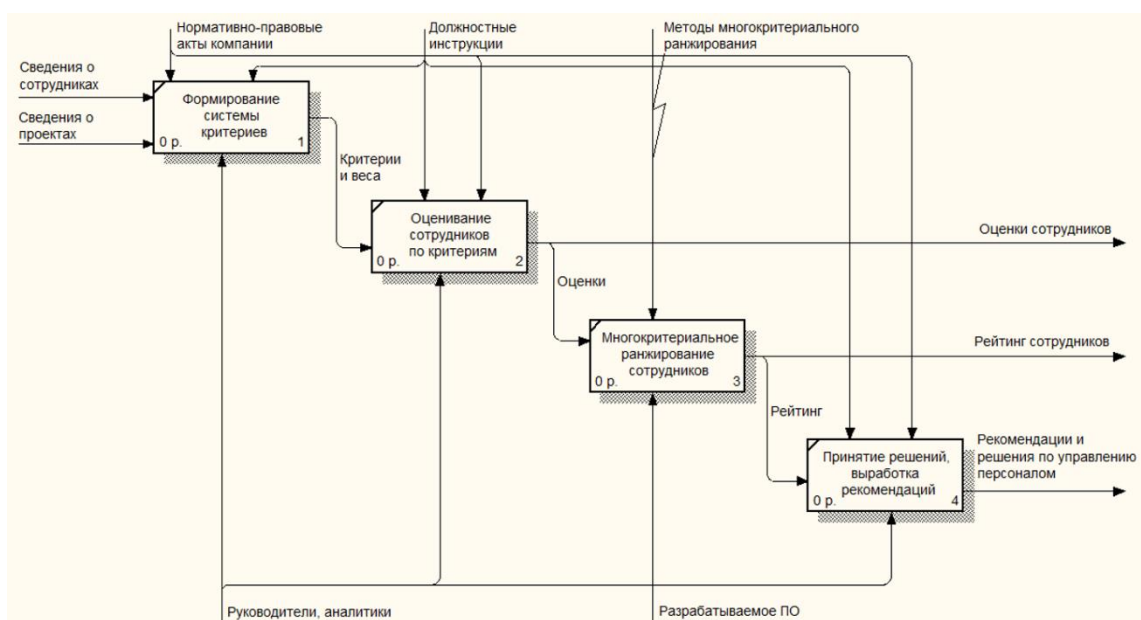 Нормативно-правовые
акты компании
Должностные
инструкции
Методы многокритериального
ранжирования
Сведения о
сотрудниках
Сведения о
проектах
Формирование
системы
критериев
0 р.
1
Критерии
и веса
Оценивание
сотрудников
по критериям
0 р.
2
Оценки сотрудников
Оценки
Многокритериальное
ранжирование
сотрудников
0 р.
3
Рейтинг сотрудников
Рейтинг
Принятие решений,
выработка
рекомендаций
0 р.
4
Рекомендации и
решения по управлению
персоналом
Руководители, аналитики
Разрабатываемое ПО